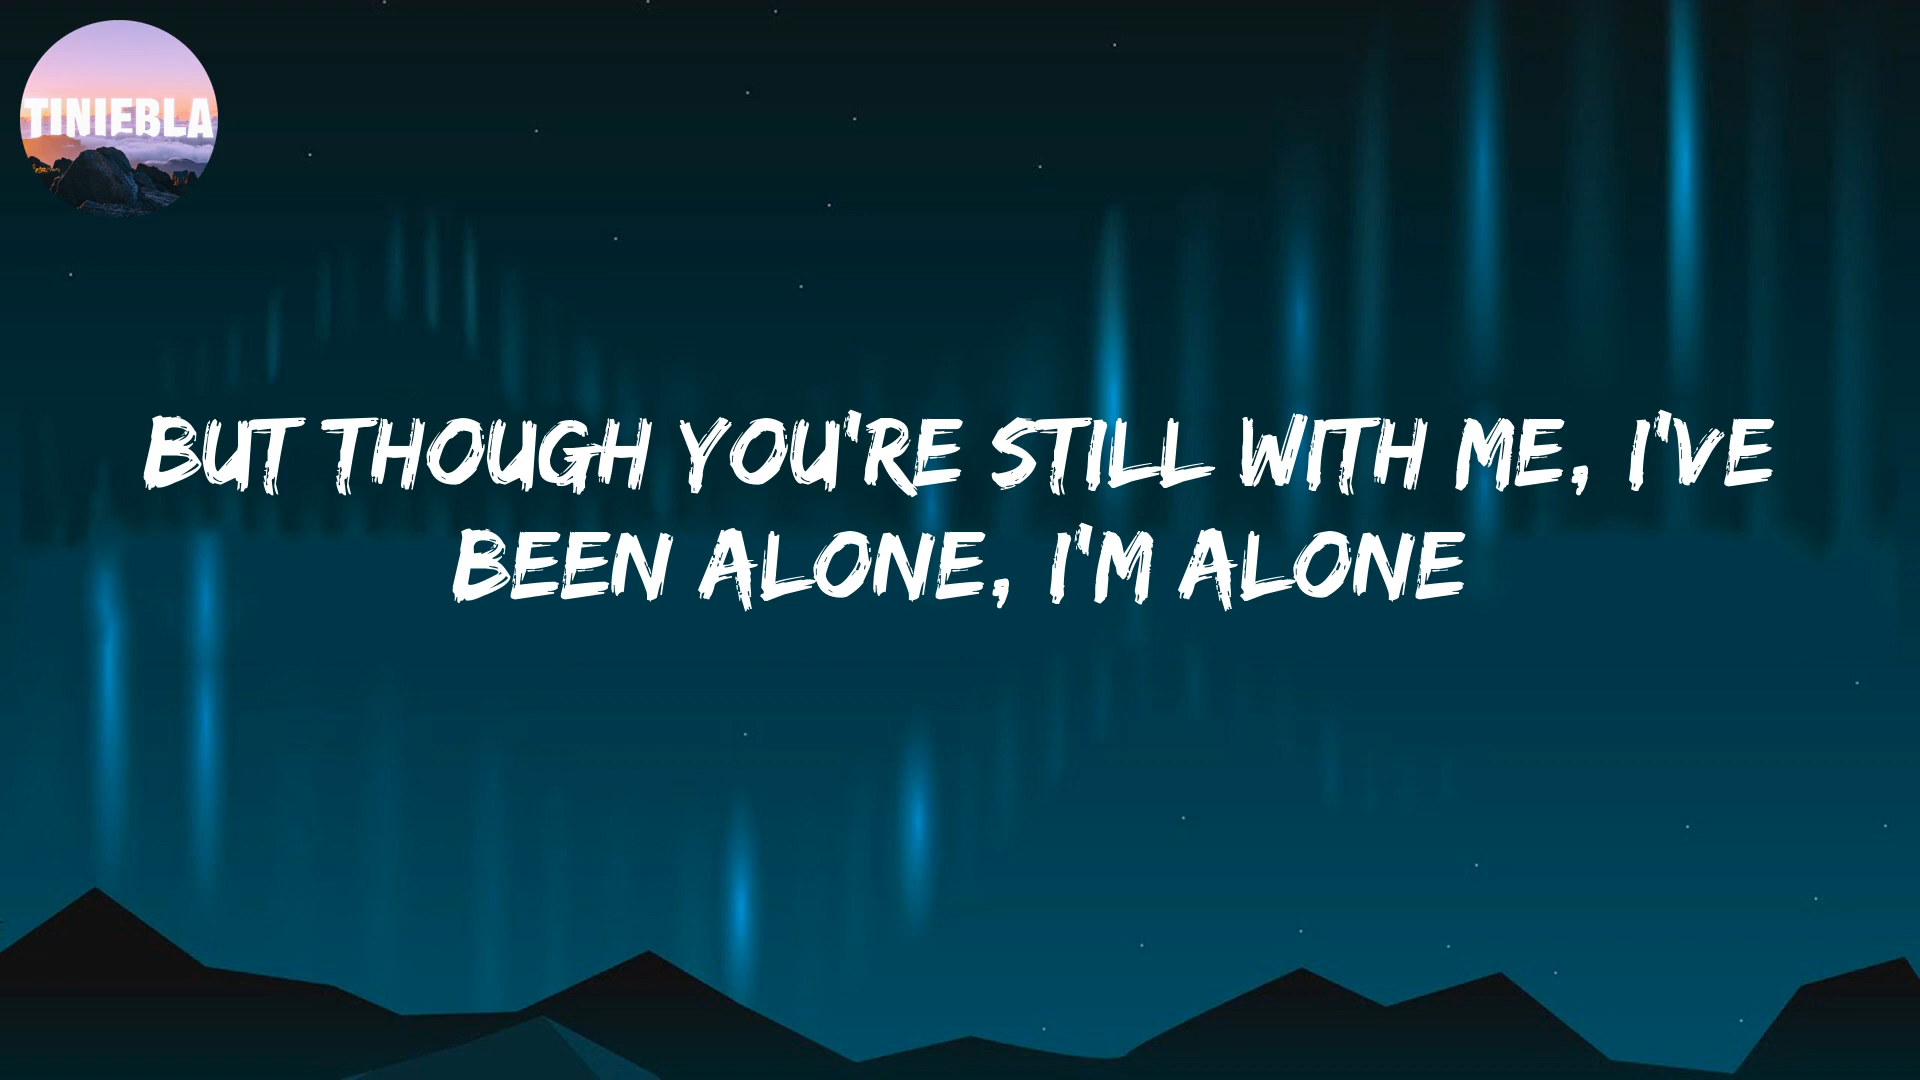 TINIEBLA
BUT THOUGH YOU'RE STILL WITH ME, I'VE
BEEN ALONE, I'M ALONE